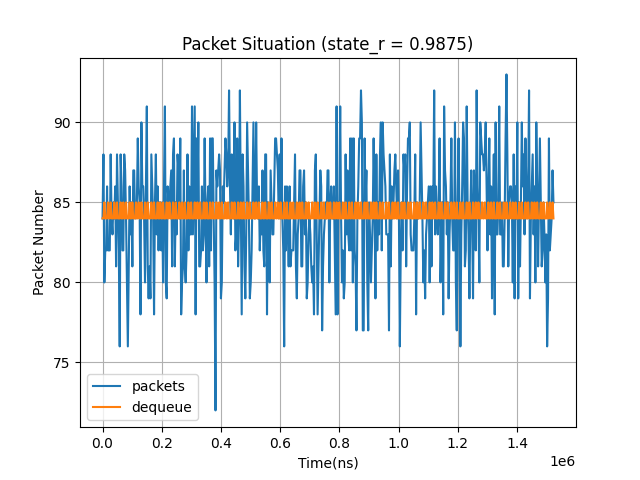 Packet Situation (state_r = 0.9875)
Packet Number
90
85
80
75
packets
dequeue
0.0 0.2 0.4 0.6 0.8 1.0 1.2 1.4
Time(ns)
1e6